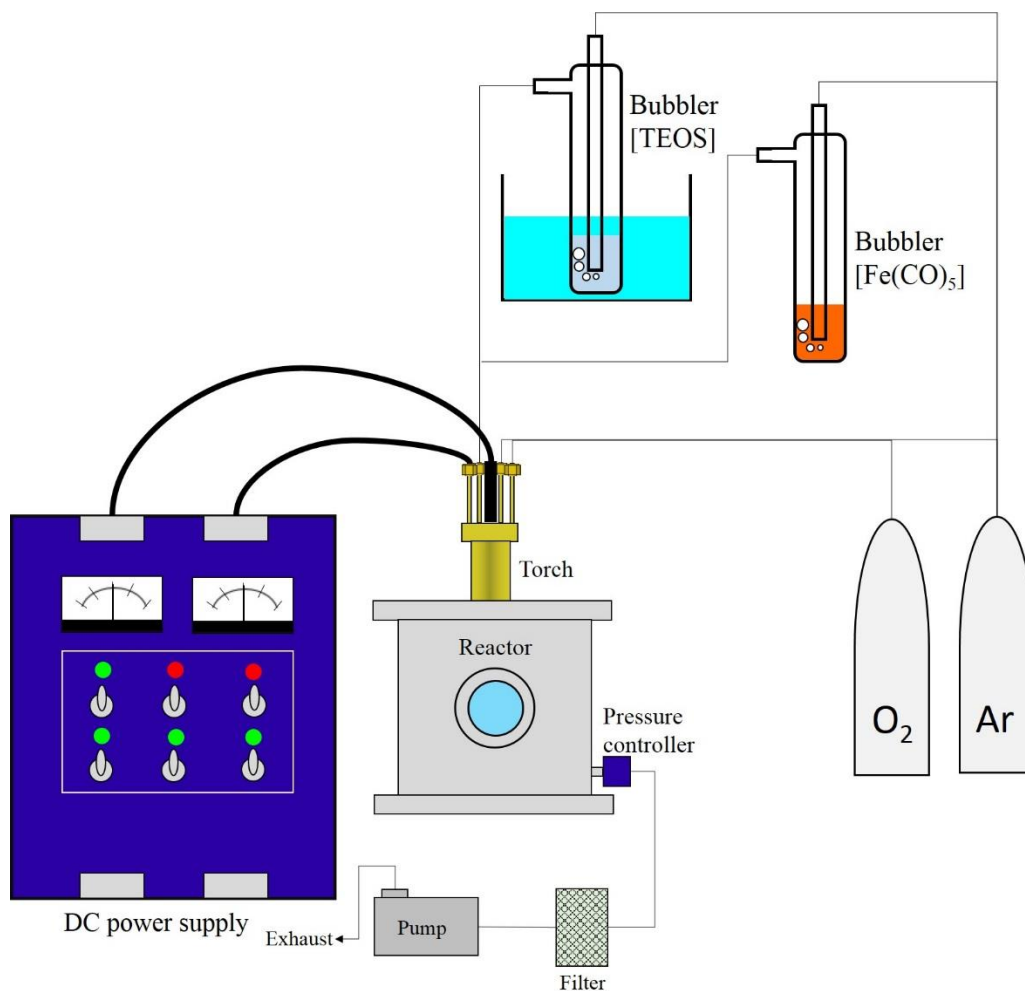 Bubbler
[TEOS]
Bubbler
[Fe(CO)₅]
Torch
Reactor
Pressure
controller
O₂
Ar
DC power supply
Exhaust
Pump
Filter